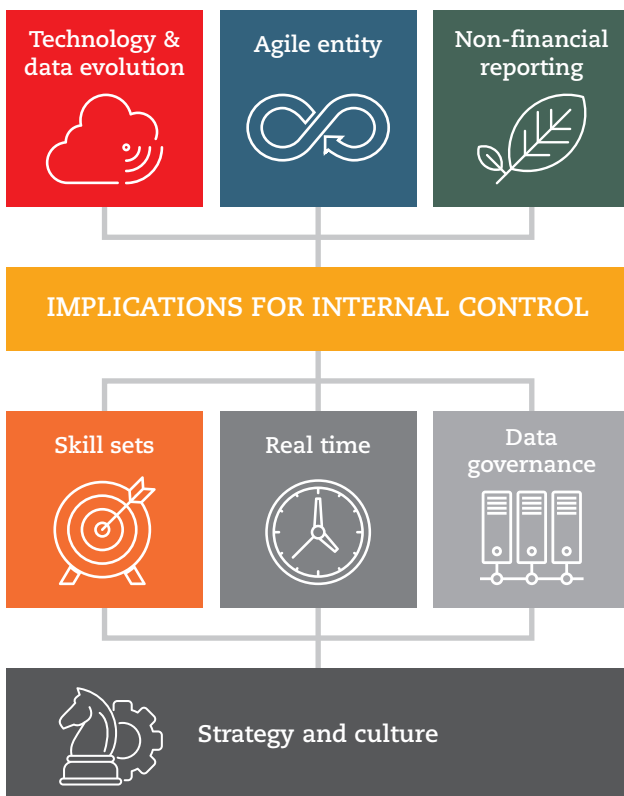 Technology &
data evolution
Agile entity
Non-financial
reporting
IMPLICATIONS FOR INTERNAL CONTROL
Skill sets
Real time
Data
governance
Strategy and culture